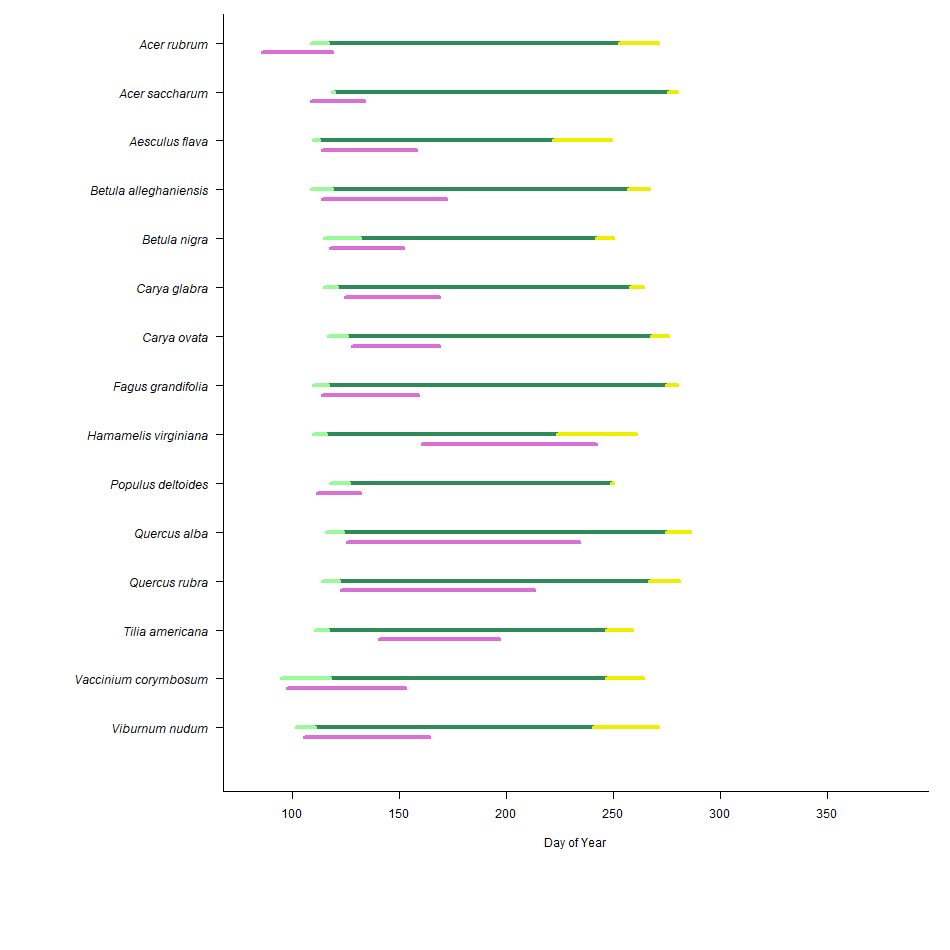 Acer rubrum
Acer saccharum
Aesculus flava
Betula alleghaniensis
Betula nigra
Carya glabra
Carya ovata
Fagus grandifolia
Hamamelis virginiana
Populus deltoides
Quercus alba
Quercus rubra
Tilia americana
Vaccinium corymbosum
Viburnum nudum
100 150 200 250 300 350
Day of Year